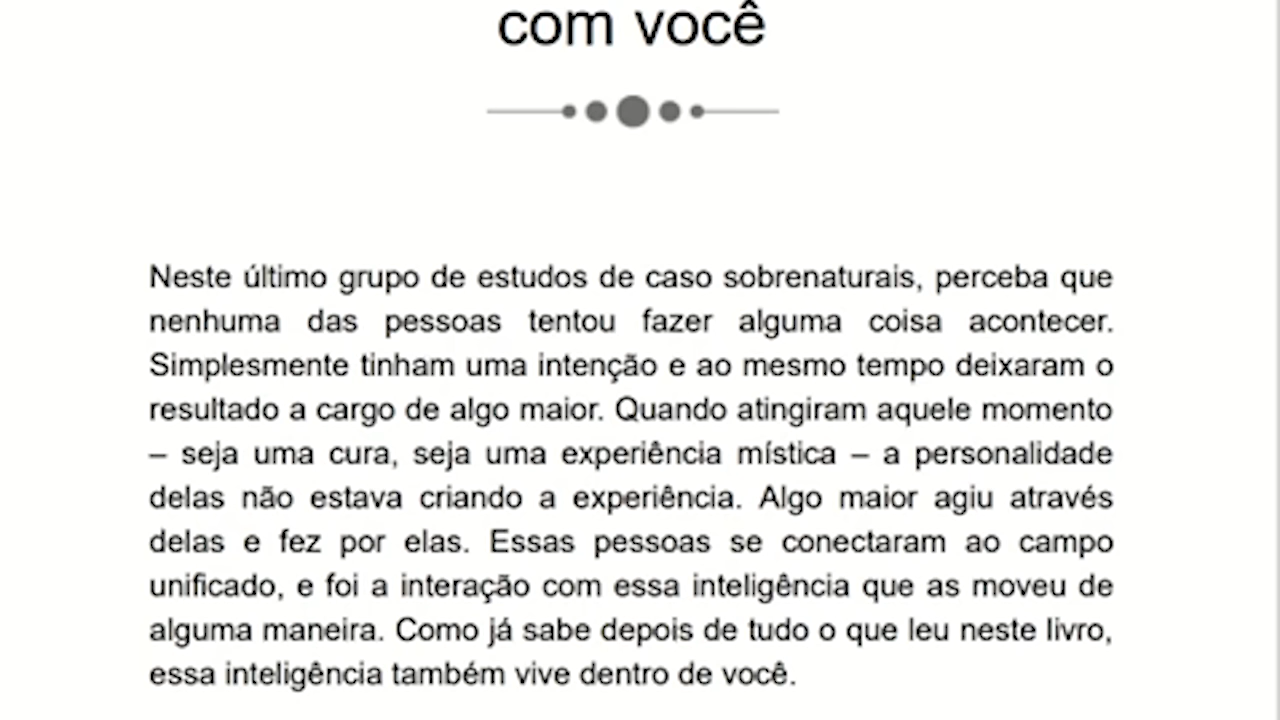 com você
Neste último grupo de estudos de caso sobrenaturais, perceba que
nenhuma das pessoas tentou fazer alguma coisa acontecer.
Simplesmente tinham uma intenção e ao mesmo tempo deixaram o
resultado a cargo de algo maior. Quando atingiram aquele momento
– seja uma cura, seja uma experiência mística – a personalidade
delas não estava criando a experiência. Algo maior agiu através
delas e fez por elas. Essas pessoas se conectaram ao campo
unificado, e foi a interação com essa inteligência que as moveu de
alguma maneira. Como já sabe depois de tudo o que leu neste livro,
essa inteligência também vive dentro de você.